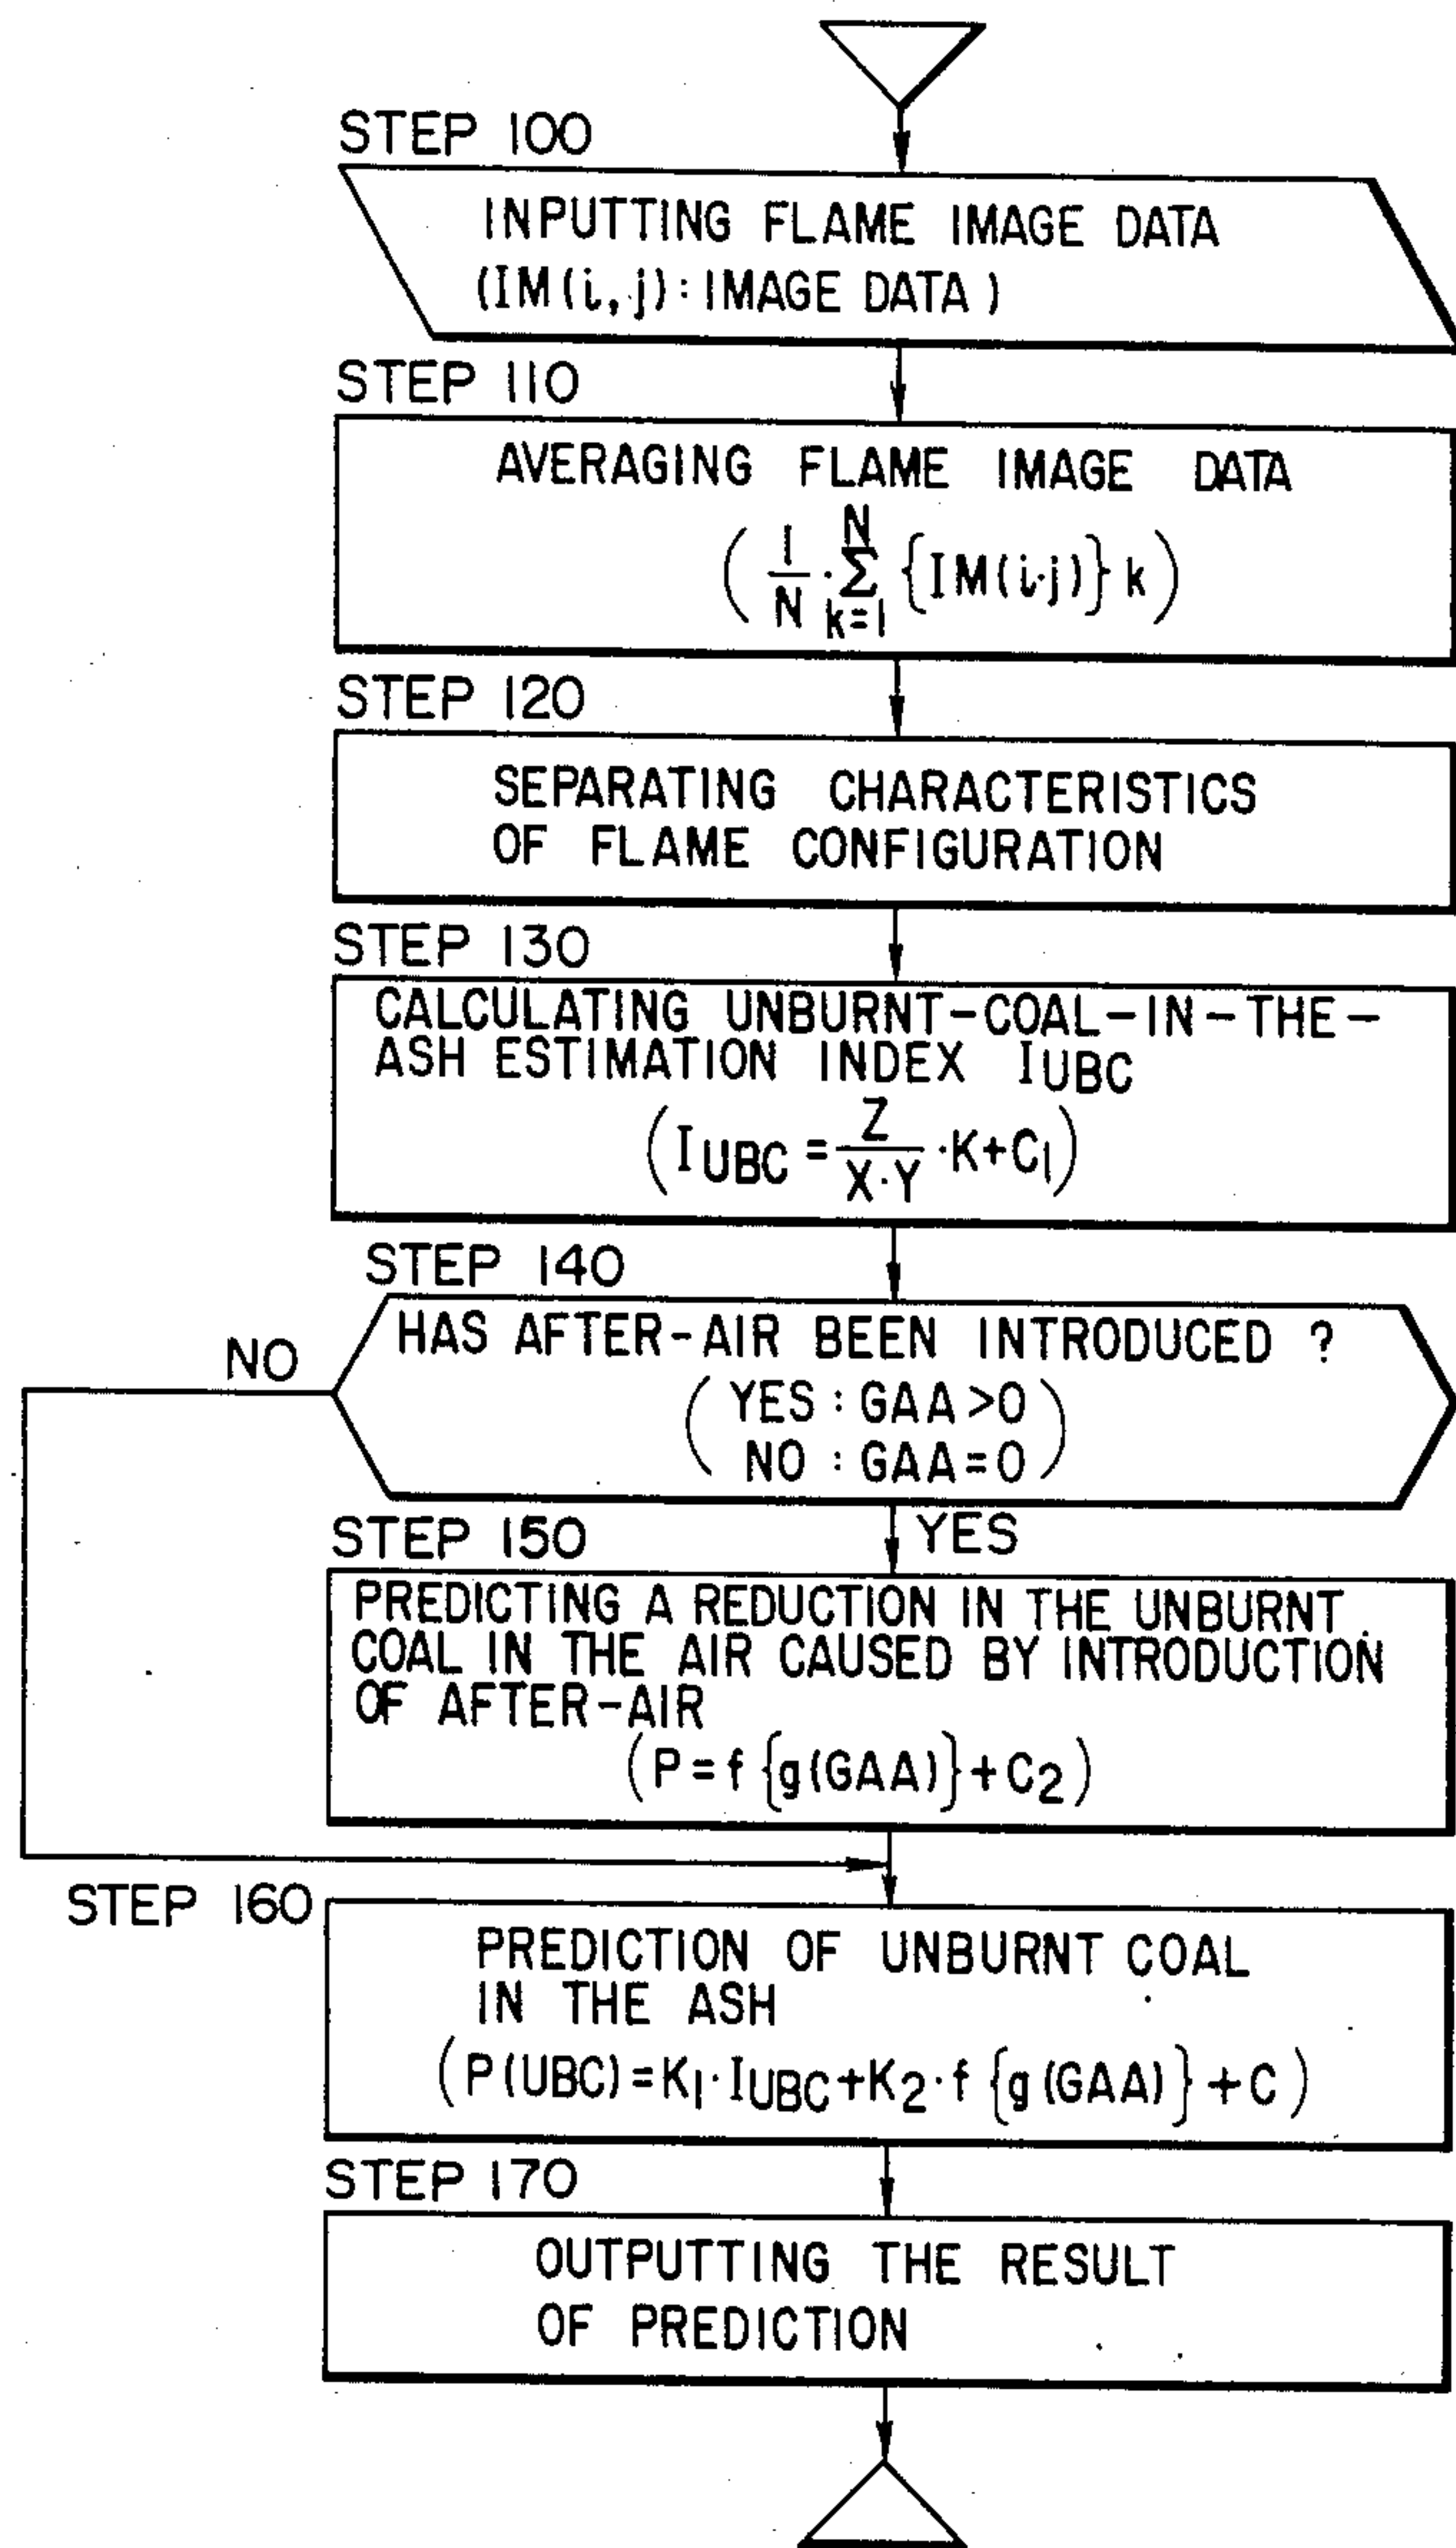 STEP 100
INPUTTING FLAME IMAGE DATA
(IM(i,j):IMAGE DATA)
STEP 110
AVERAGING FLAME IMAGE DATA
( 1/N · N Σ k=1 {IM(i·j)} k )
STEP 120
SEPARATING CHARACTERISTICS
OF FLAME CONFIGURATION
STEP 130
CALCULATING UNBURNT-COAL-IN-THE-
ASH ESTIMATION INDEX IUBC
(IUBC = Z/X·Y ·K+C1)
STEP 140
HAS AFTER-AIR BEEN INTRODUCED ?
NO
( YES : GAA >0
NO : GAA = 0 )
YES
STEP 150
PREDICTING A REDUCTION IN THE UNBURNT
COAL IN THE AIR CAUSED BY INTRODUCTION
OF AFTER-AIR
(P = f {g(GAA)} + C2)
STEP 160
PREDICTION OF UNBURNT COAL
IN THE ASH
(P(UBC) = K1·IUBC+K2·f {g(GAA)} + C)
STEP 170
OUTPUTTING THE RESULT
OF PREDICTION